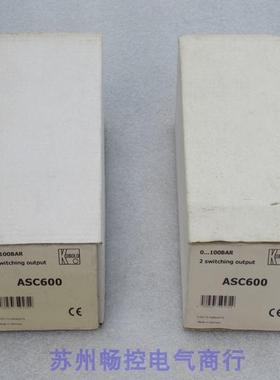 ...100BAR
switching output
KOBOLD
ASC600
CE
0...100BAR
2 switching output
ASC600
CE
苏州畅控电气商行